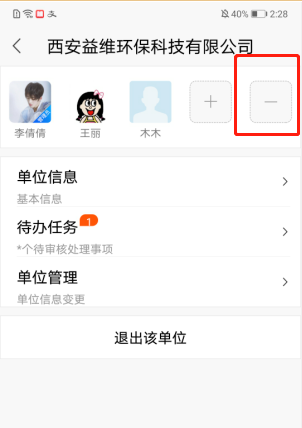 40% 2:28
西安益维环保科技有限公司
李倩倩 王丽 木木
单位信息
基本信息
待办任务 1
*个待审核处理事项
单位管理
单位信息变更
退出该单位